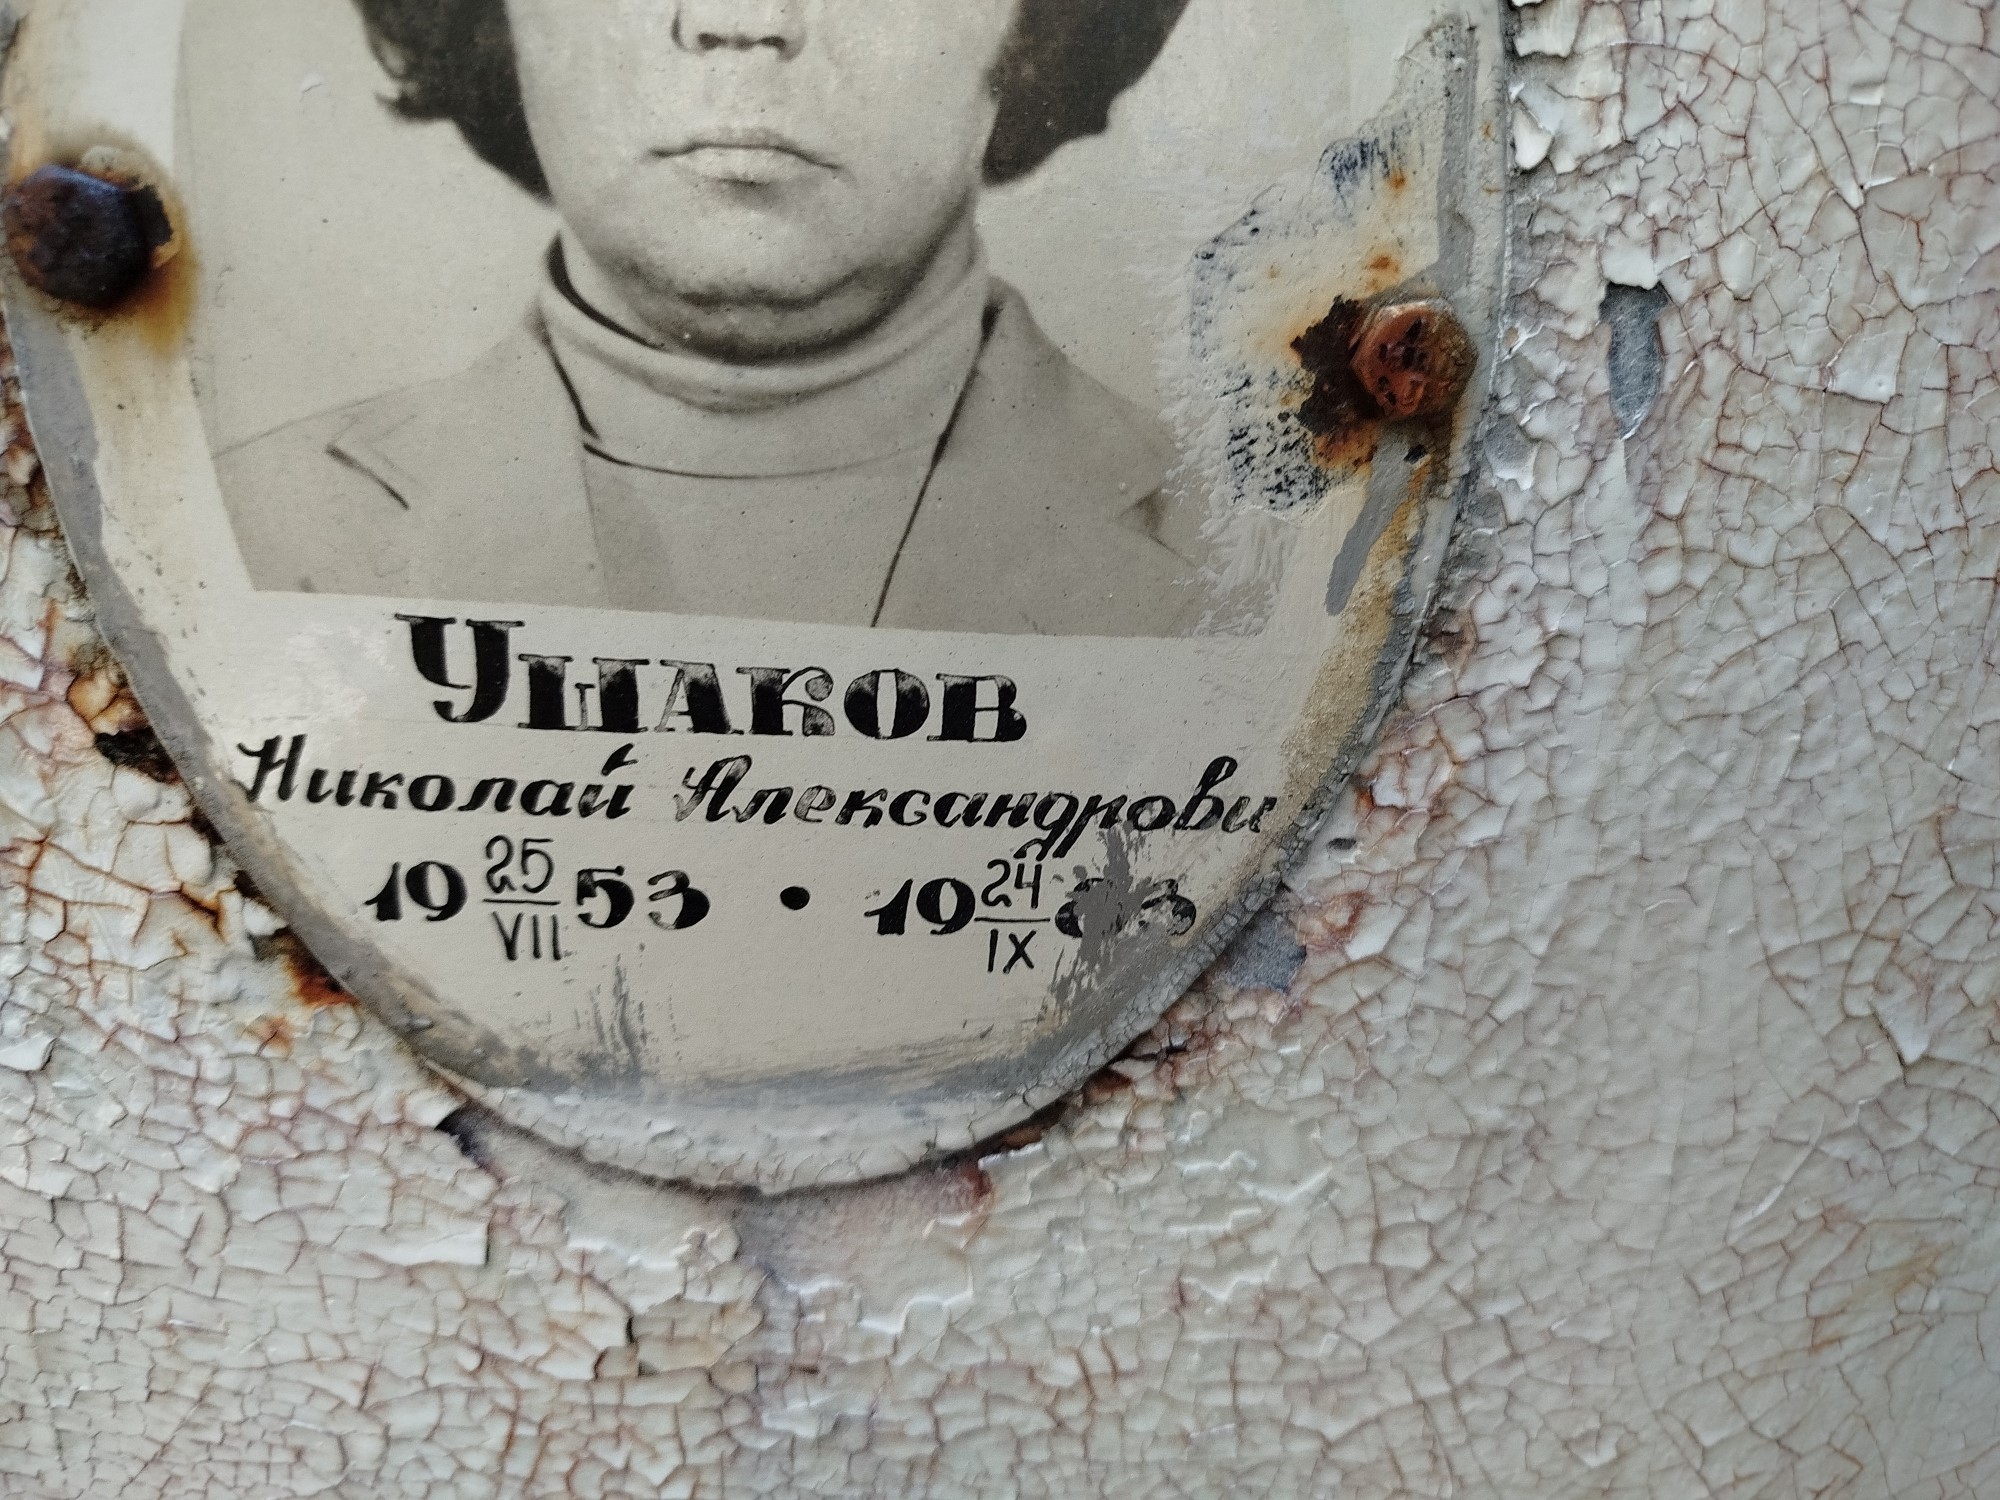 Ушаков
Николай Александрови
19 25/VII 53 • 19 24/IX